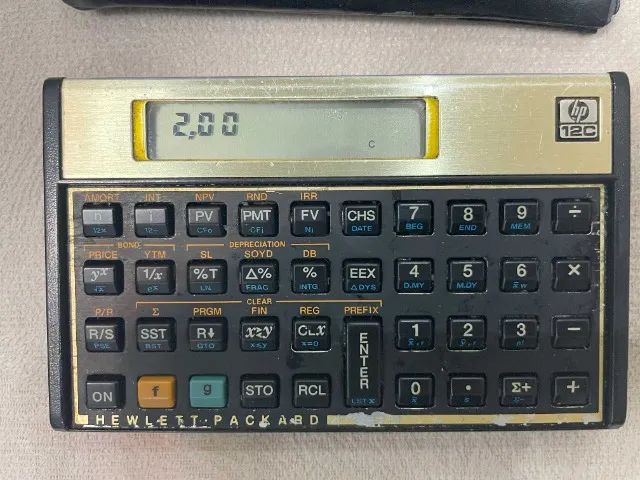 2,00
C
hp
12C
AMORT INT NPV RND IRR
n i PV PMT FV CHS 7 8 9 ÷
12x 12÷ CFo CFj Nj DATE BEG END MEM
BOND DEPRECIATION
PRICE YTM SL SOYD DB
yˣ 1/x %T Δ% % EEX 4 5 6 ×
√x eˣ LN FRAC INTG ΔDYS D.MY M.DY x̄w
CLEAR
P/R Σ PRGM FIN REG PREFIX
R/S SST R↓ x≷y CLx ENTER 1 2 3 −
PSE BST GTO x≤y x=0 LSTx x̂,r ŷ,r n!
ON f g STO RCL 0 . Σ+ +
x̄ s Σ−
HEWLETT·PACKARD